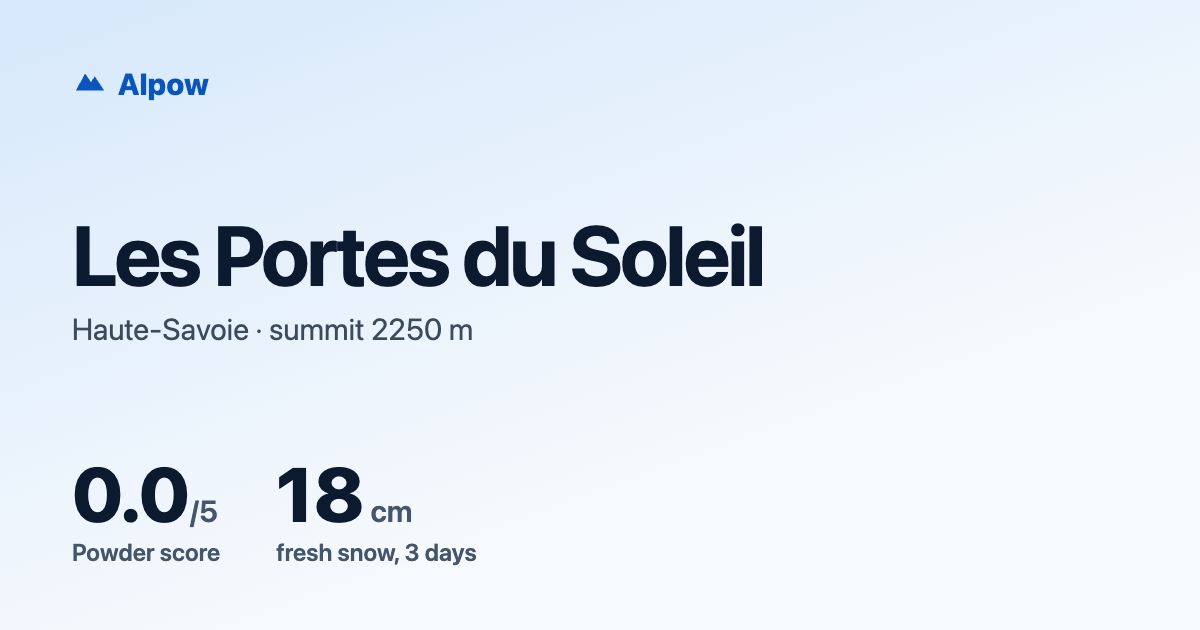 Alpow
Les Portes du Soleil
Haute-Savoie · summit 2250 m
0.0/5 18 cm
Powder score fresh snow, 3 days